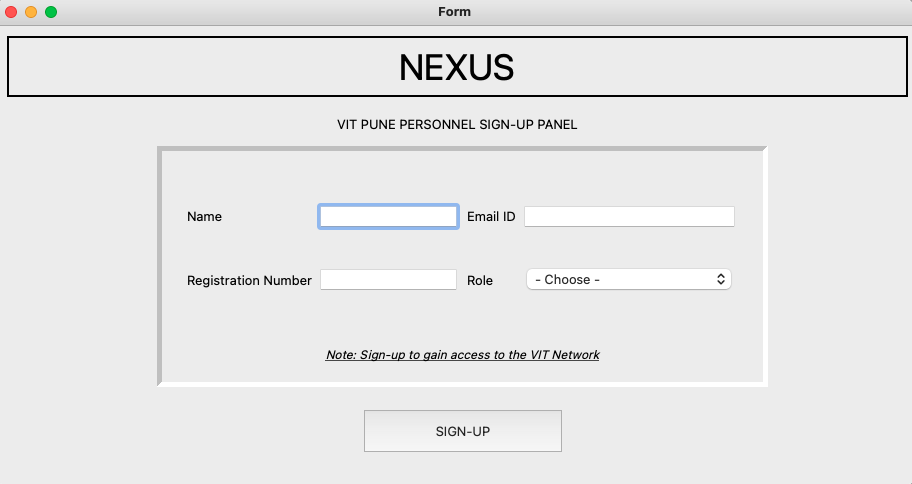 Form
NEXUS
VIT PUNE PERSONNEL SIGN-UP PANEL
Name Email ID
Registration Number Role - Choose -
Note: Sign-up to gain access to the VIT Network
SIGN-UP